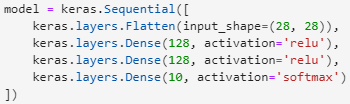 model = keras.Sequential([
    keras.layers.Flatten(input_shape=(28, 28)),
    keras.layers.Dense(128, activation='relu'),
    keras.layers.Dense(128, activation='relu'),
    keras.layers.Dense(10, activation='softmax')
])